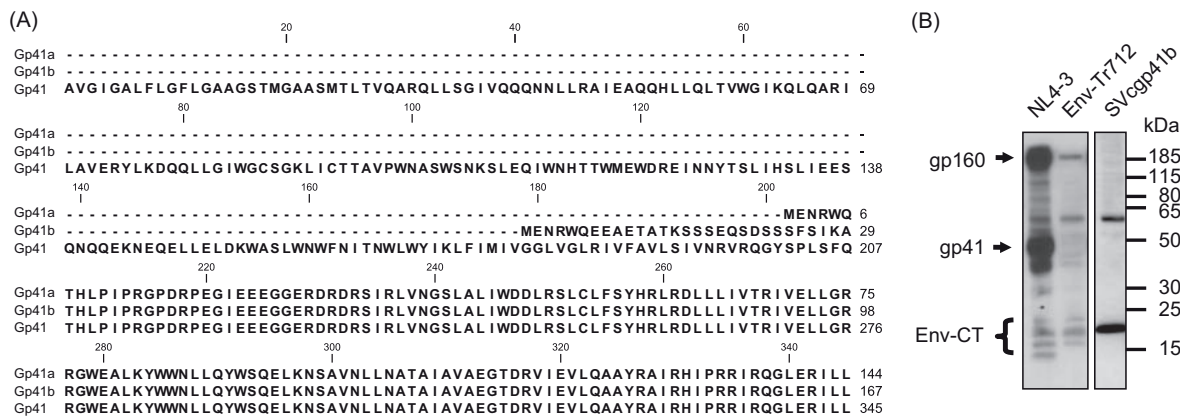 (A)
20 40 60
Gp41a --------------------------------------------------------------------- -
Gp41b --------------------------------------------------------------------- -
Gp41 AVGIGALFLGFLGAAGSTMGAASMTLTVQARQLLSGIVQQQNNLLRAIEAQQHLLQLTVWGIKQLQARI 69
80 100 120
Gp41a --------------------------------------------------------------------- -
Gp41b --------------------------------------------------------------------- -
Gp41 LAVERYLKDQQLLGIWGCSGKLICTTAVPWNASWSNKSLEQIWNHTTWMEWDREINNYTSLIHSLIEES 138
140 160 180 200
Gp41a ---------------------------------------------------------------MENRWQ 6
Gp41b ----------------------------------------MENRWQEEAETATKSSSEQSDSSSFSIKA 29
Gp41 QNQQEKNEQELLELDKWASLWNWFNITNWLWYIKLFIMIVGGLVGLRIVFAVLSIVNRVRQGYSPLSFQ 207
220 240 260
Gp41a THLPIPRGPDRPEGIEEEGGERDRDRSIRLVNGSLALIWDDLRSLCLFSYHRLRDLLLIVTRIVELLGR 75
Gp41b THLPIPRGPDRPEGIEEEGGERDRDRSIRLVNGSLALIWDDLRSLCLFSYHRLRDLLLIVTRIVELLGR 98
Gp41 THLPIPRGPDRPEGIEEEGGERDRDRSIRLVNGSLALIWDDLRSLCLFSYHRLRDLLLIVTRIVELLGR 276
280 300 320 340
Gp41a RGWEALKYWWNLLQYWSQELKNSAVNLLNATAIAVAEGTDRVIEVLQAAYRAIRHIPRRIRQGLERILL 144
Gp41b RGWEALKYWWNLLQYWSQELKNSAVNLLNATAIAVAEGTDRVIEVLQAAYRAIRHIPRRIRQGLERILL 167
Gp41 RGWEALKYWWNLLQYWSQELKNSAVNLLNATAIAVAEGTDRVIEVLQAAYRAIRHIPRRIRQGLERILL 345
(B)
NL4-3
Env-Tr712
SVcgp41b
kDa
gp160
gp41
Env-CT
185
115
80
65
50
30
25
15